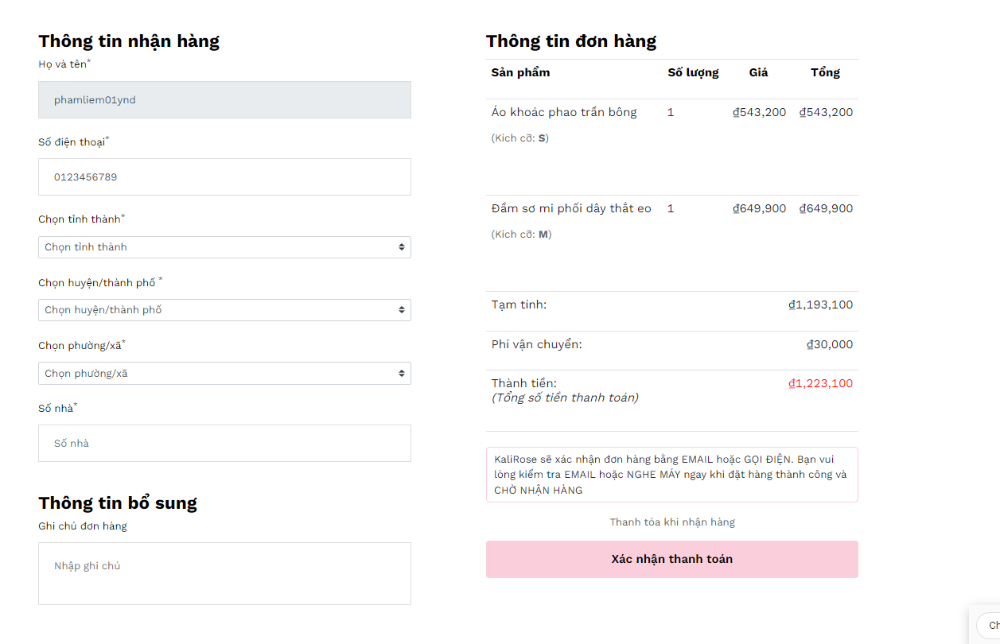 Thông tin nhận hàng
Họ và tên*
phamliem01ynd
Số điện thoại*
0123456789
Chọn tỉnh thành*
Chọn tỉnh thành
Chọn huyện/thành phố *
Chọn huyện/thành phố
Chọn phường/xã*
Chọn phường/xã
Số nhà*
Số nhà
Thông tin bổ sung
Ghi chú đơn hàng
Nhập ghi chú
Thông tin đơn hàng
Sản phẩm Số lượng Giá Tổng
Áo khoác phao trần bông 1 ₫543,200 ₫543,200
(Kích cỡ: S)
Đầm sơ mi phối dây thắt eo 1 ₫649,900 ₫649,900
(Kích cỡ: M)
Tạm tính: ₫1,193,100
Phí vận chuyển: ₫30,000
Thành tiền: ₫1,223,100
(Tổng số tiền thanh toán)
KaliRose sẽ xác nhận đơn hàng bằng EMAIL hoặc GỌI ĐIỆN. Bạn vui
lòng kiểm tra EMAIL hoặc NGHE MÁY ngay khi đặt hàng thành công và
CHỜ NHẬN HÀNG
Thanh tóa khi nhận hàng
Xác nhận thanh toán